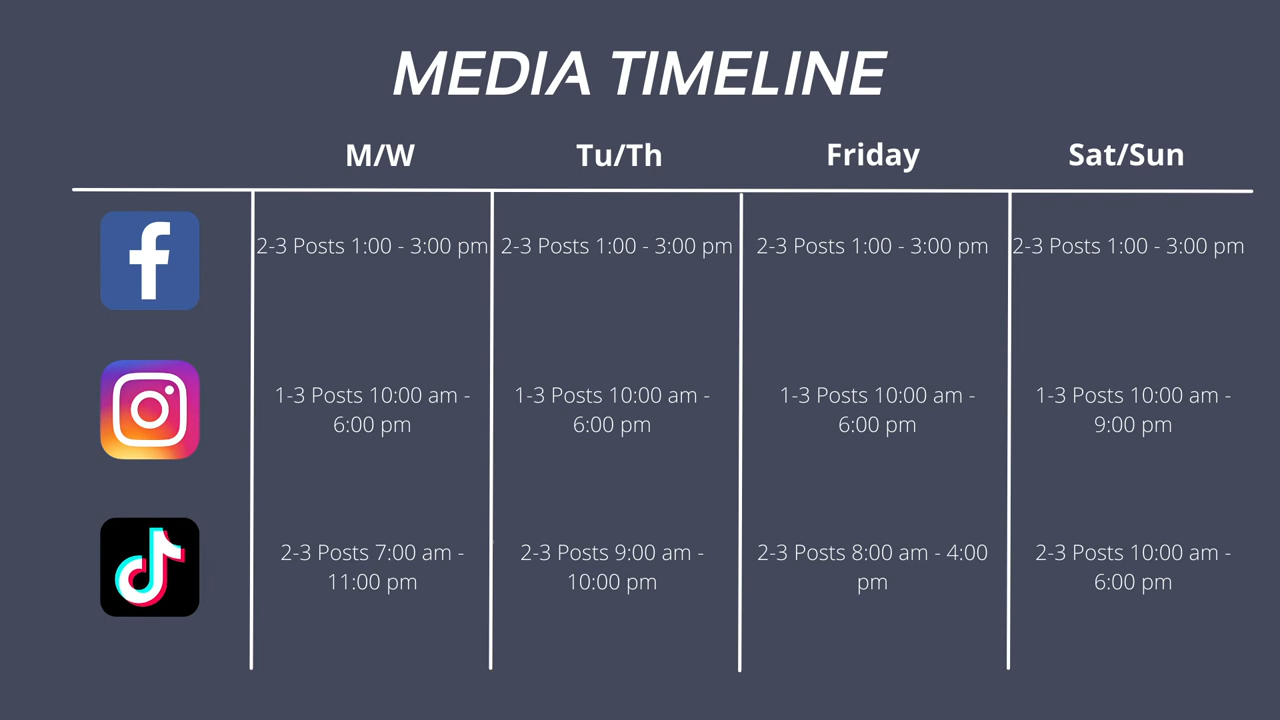 MEDIA TIMELINE
M/W
Tu/Th
Friday
Sat/Sun
2-3 Posts 1:00 - 3:00 pm
2-3 Posts 1:00 - 3:00 pm
2-3 Posts 1:00 - 3:00 pm
2-3 Posts 1:00 - 3:00 pm
1-3 Posts 10:00 am -
6:00 pm
1-3 Posts 10:00 am -
6:00 pm
1-3 Posts 10:00 am -
6:00 pm
1-3 Posts 10:00 am -
9:00 pm
2-3 Posts 7:00 am -
11:00 pm
2-3 Posts 9:00 am -
10:00 pm
2-3 Posts 8:00 am - 4:00
pm
2-3 Posts 10:00 am -
6:00 pm